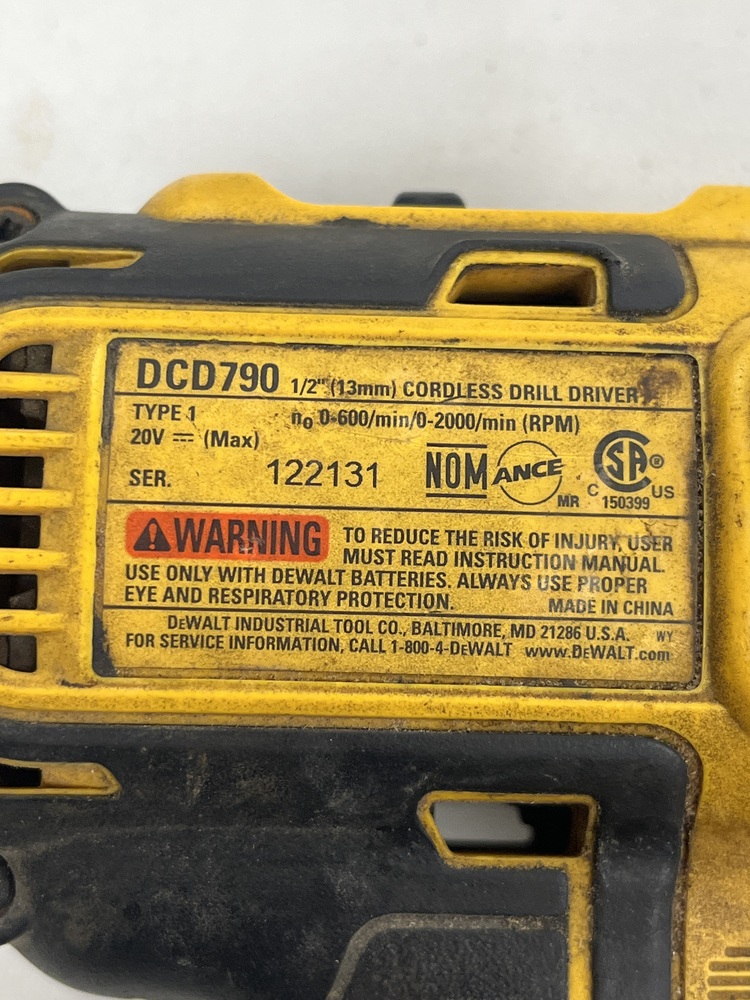 DCD790 1/2" (13mm) CORDLESS DRILL DRIVER
TYPE 1 n₀ 0-600/min/0-2000/min (RPM)
20V ⎓ (Max)
SER. 122131 NOM ANCE MR CSA® C US 150399
⚠WARNING TO REDUCE THE RISK OF INJURY, USER
MUST READ INSTRUCTION MANUAL.
USE ONLY WITH DEWALT BATTERIES. ALWAYS USE PROPER
EYE AND RESPIRATORY PROTECTION. MADE IN CHINA
DEWALT INDUSTRIAL TOOL CO., BALTIMORE, MD 21286 U.S.A. WY
FOR SERVICE INFORMATION, CALL 1-800-4-DEWALT www.DEWALT.com